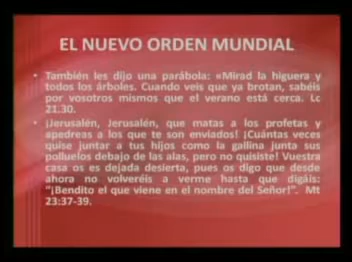 EL NUEVO ORDEN MUNDIAL
• También les dijo una parábola: «Mirad la higuera y
todos los árboles. Cuando veis que ya brotan, sabéis
por vosotros mismos que el verano está cerca. Lc
21.30.
• ¡Jerusalén, Jerusalén, que matas a los profetas y
apedreas a los que te son enviados! ¡Cuántas veces
quise juntar a tus hijos como la gallina junta sus
polluelos debajo de las alas, pero no quisiste! Vuestra
casa os es dejada desierta, pues os digo que desde
ahora no volveréis a verme hasta que digáis:
"¡Bendito el que viene en el nombre del Señor!". Mt
23:37-39.